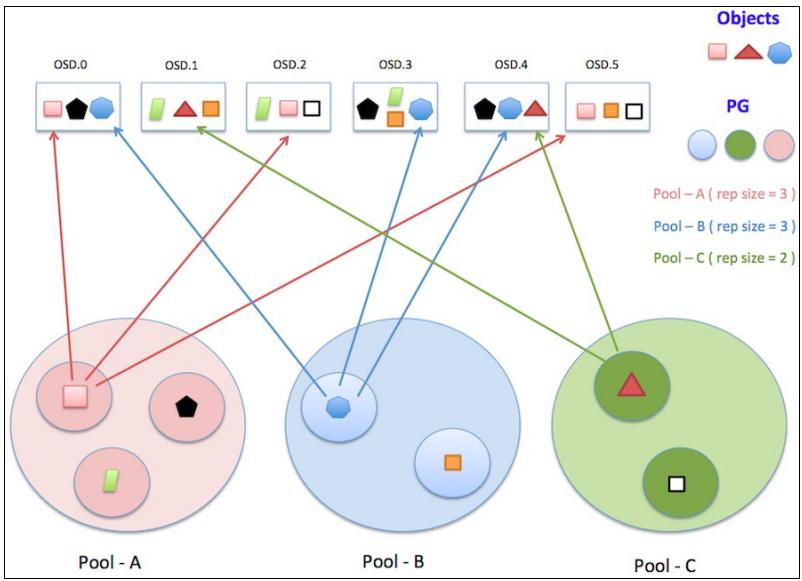 Objects
OSD.0
OSD.1
OSD.2
OSD.3
OSD.4
OSD.5
PG
Pool – A ( rep size = 3 )
Pool – B ( rep size = 3 )
Pool – C ( rep size = 2 )
Pool - A
Pool - B
Pool - C